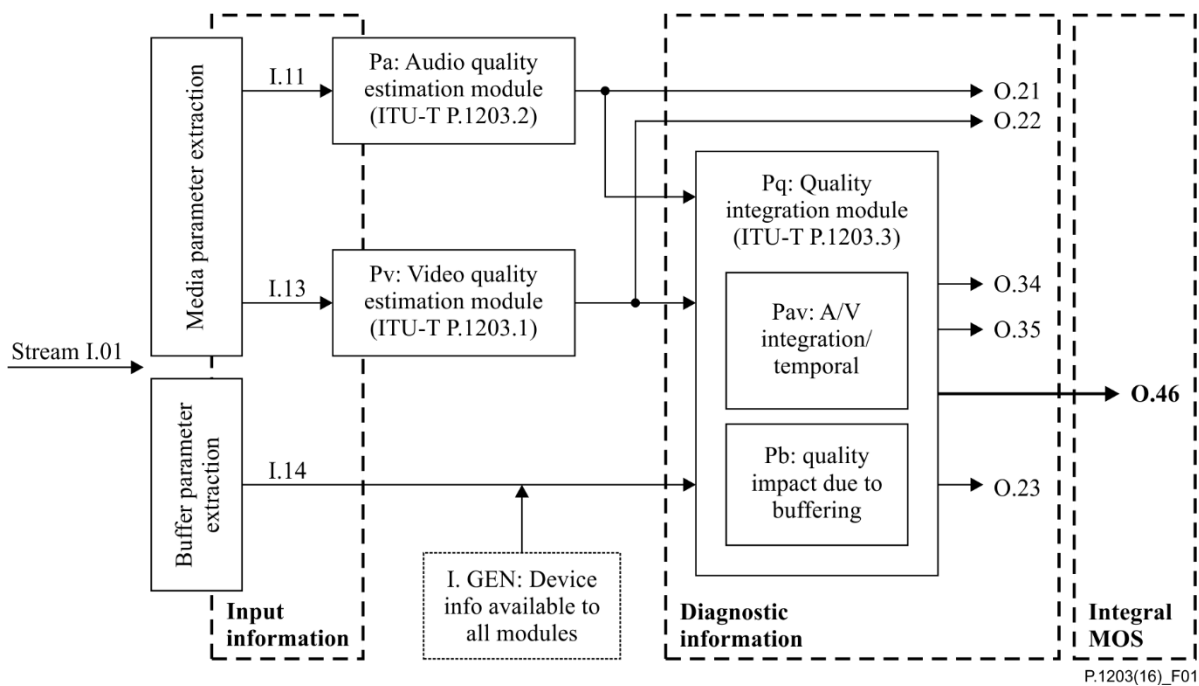 Media parameter extraction
I.11
Pa: Audio quality
estimation module
(ITU-T P.1203.2)
O.21
O.22
Pq: Quality
integration module
(ITU-T P.1203.3)
I.13
Pv: Video quality
estimation module
(ITU-T P.1203.1)
Pav: A/V
integration/
temporal
O.34
O.35
Stream I.01
O.46
Buffer parameter
extraction
I.14
Pb: quality
impact due to
buffering
O.23
I. GEN: Device
info available to
all modules
Input
information
Diagnostic
information
Integral
MOS
P.1203(16)_F01